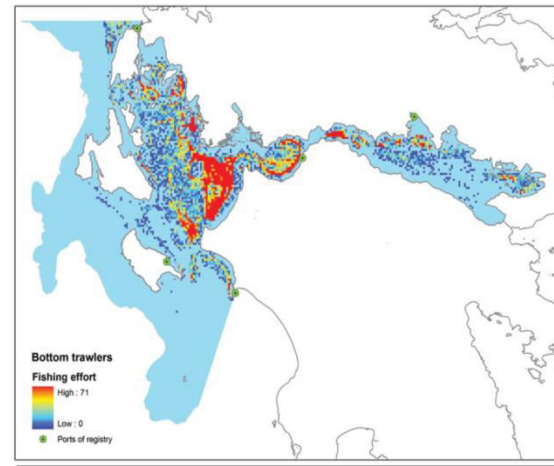 Bottom trawlers
Fishing effort
High : 71
Low : 0
Ports of registry